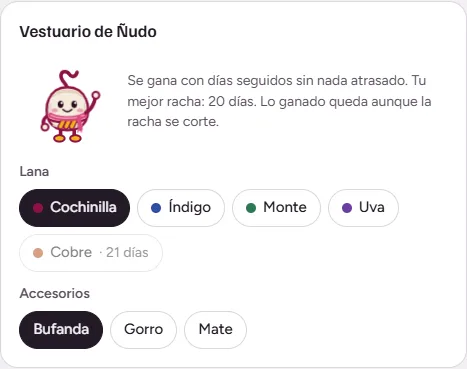 Vestuario de Ñudo
Se gana con días seguidos sin nada atrasado. Tu
mejor racha: 20 días. Lo ganado queda aunque la
racha se corte.
Lana
Cochinilla Índigo Monte Uva
Cobre · 21 días
Accesorios
Bufanda Gorro Mate